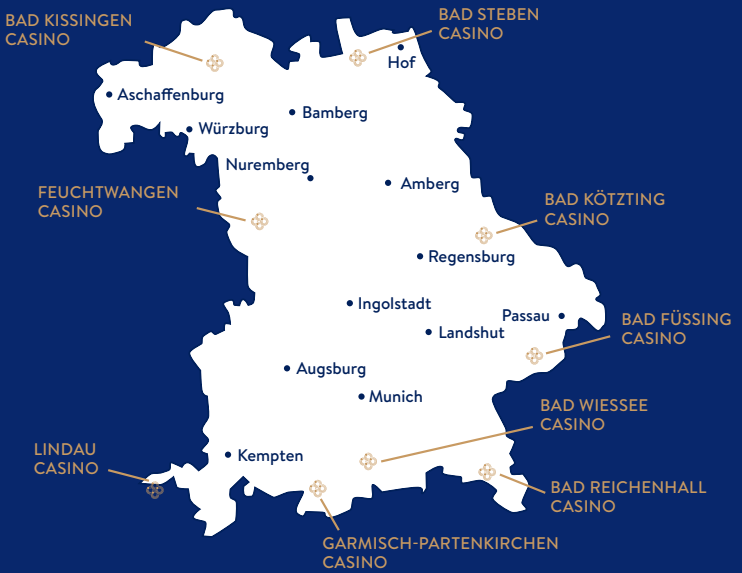 BAD KISSINGEN
CASINO
BAD STEBEN
CASINO
Hof
Aschaffenburg
Bamberg
Würzburg
Nuremberg
Amberg
FEUCHTWANGEN
CASINO
BAD KÖTZTING
CASINO
Regensburg
Ingolstadt
Passau
Landshut
BAD FÜSSING
CASINO
Augsburg
Munich
BAD WIESSEE
CASINO
LINDAU
CASINO
Kempten
BAD REICHENHALL
CASINO
GARMISCH-PARTENKIRCHEN
CASINO